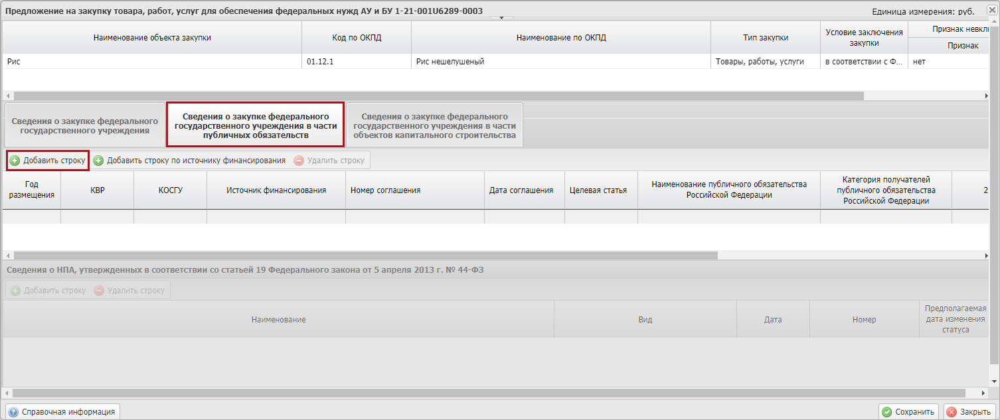 Предложение на закупку товара, работ, услуг для обеспечения федеральных нужд АУ и БУ 1-21-001U6289-0003
Единица измерения: руб.
Наименование объекта закупки
Код по ОКПД
Наименование по ОКПД
Тип закупки
Условие заключения
закупки
Признак невкл
Признак
Рис
01.12.1
Рис нешелушеный
Товары, работы, услуги
в соответствии с Ф...
нет
Сведения о закупке федерального
государственного учреждения
Сведения о закупке федерального
государственного учреждения в части
публичных обязательств
Сведения о закупке федерального
государственного учреждения в части
объектов капитального строительства
Добавить строку
Добавить строку по источнику финансирования
Удалить строку
Год
размещения
КВР
КОСГУ
Источник финансирования
Номер соглашения
Дата соглашения
Целевая статья
Наименование публичного обязательства
Российской Федерации
Категория получателей
публичного обязательства
Российской Федерации
2
Сведения о НПА, утвержденных в соответствии со статьей 19 Федерального закона от 5 апреля 2013 г. № 44-ФЗ
Добавить строку
Удалить строку
Наименование
Вид
Дата
Номер
Предполагаемая
дата изменения
статуса
Справочная информация
Сохранить
Закрыть